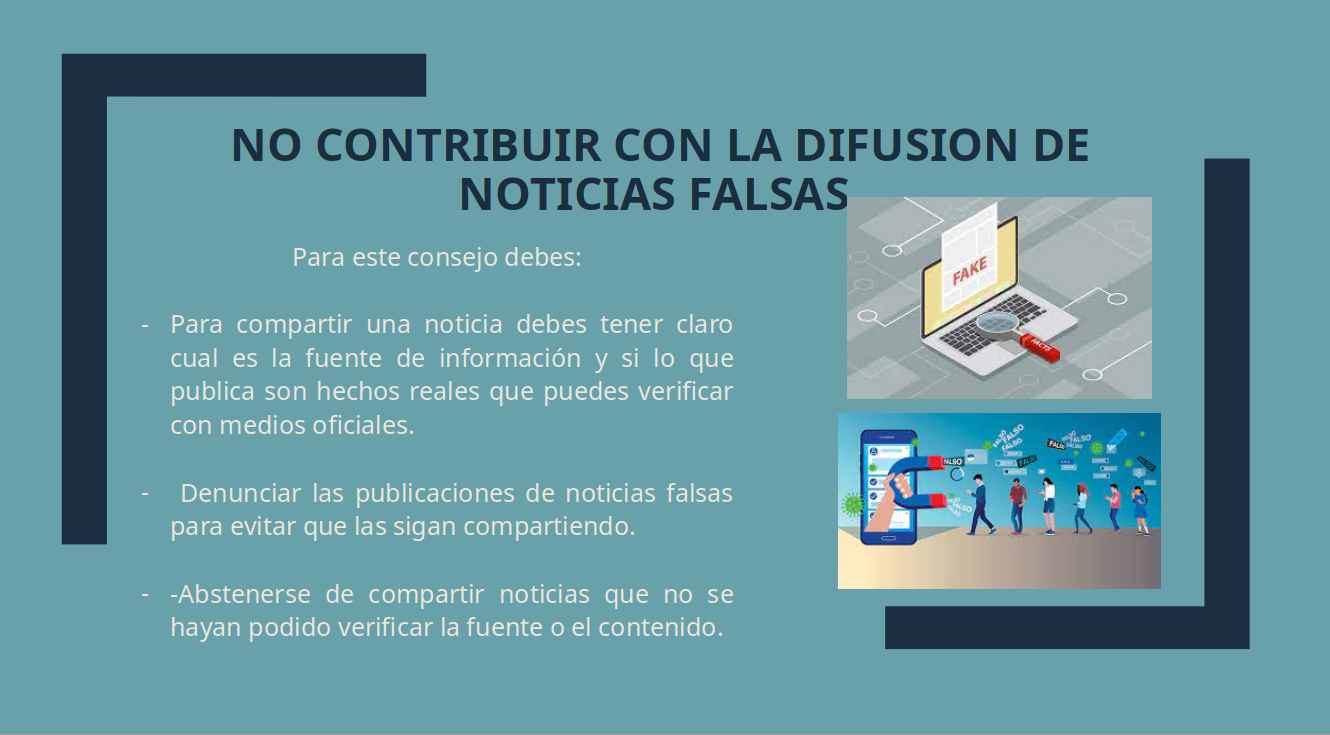 NO CONTRIBUIR CON LA DIFUSION DE
NOTICIAS FALSAS
Para este consejo debes:
- Para compartir una noticia debes tener claro
cual es la fuente de información y si lo que
publica son hechos reales que puedes verificar
con medios oficiales.
- Denunciar las publicaciones de noticias falsas
para evitar que las sigan compartiendo.
- -Abstenerse de compartir noticias que no se
hayan podido verificar la fuente o el contenido.
FAKE
FACTS
FALSO
FALSO
FALSO
FALSO
FALSO
FALSO
FALSO